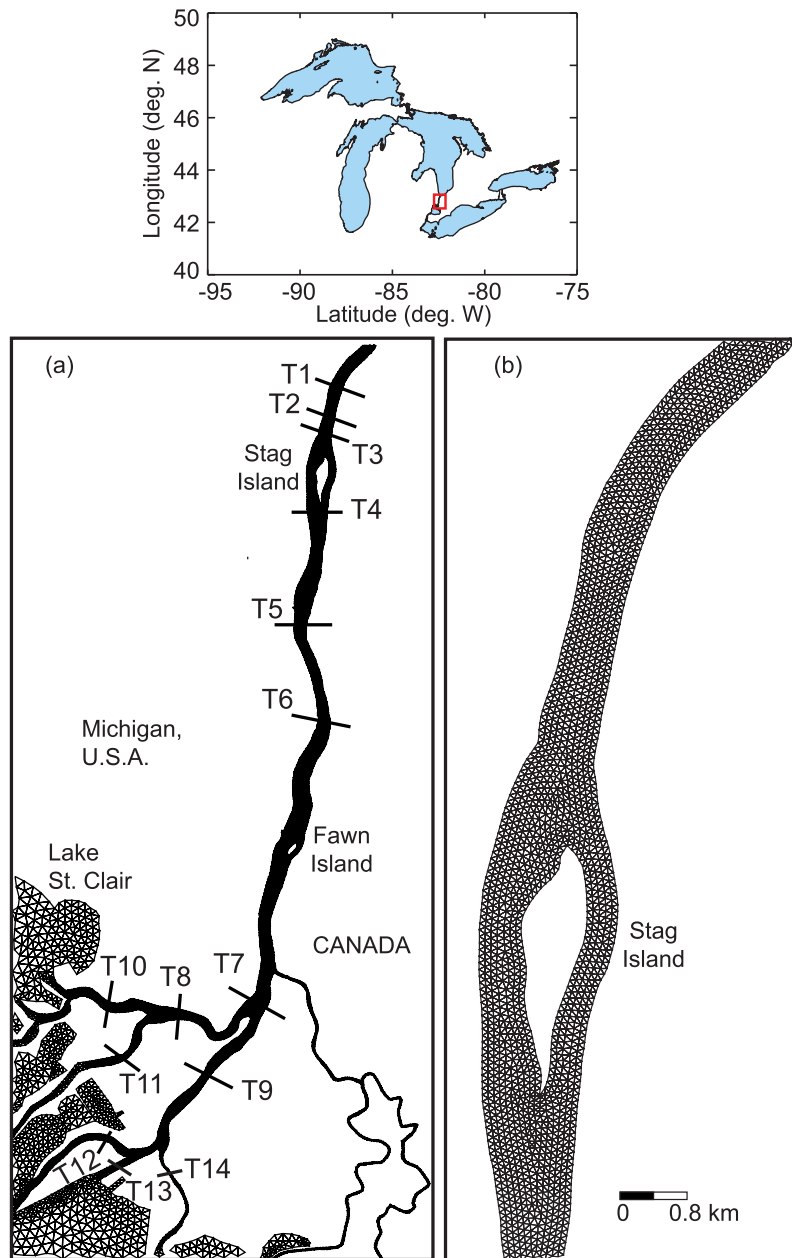 50
48
46
44
42
40
Longitude (deg. N)
-95
-90
-85
-80
-75
Latitude (deg. W)
(a)
T1
T2
T3
Stag
Island
T4
T5
T6
Michigan,
U.S.A.
Fawn
Island
Lake
St. Clair
CANADA
T10
T8
T7
T11
T9
T12
T13
T14
(b)
Stag
Island
0
0.8 km